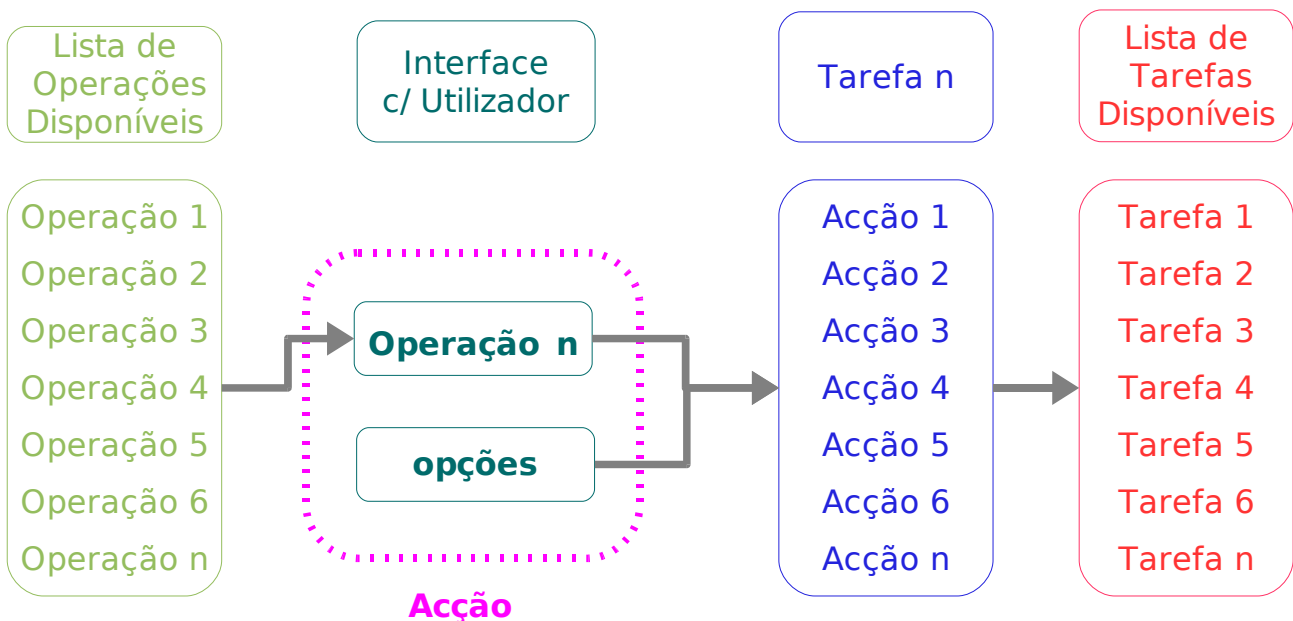 Lista de
Operações
Disponíveis
Interface
c/ Utilizador
Tarefa n
Lista de
Tarefas
Disponíveis
Operação 1
Operação 2
Operação 3
Operação 4
Operação 5
Operação 6
Operação n
Operação n
opções
Acção
Acção 1
Acção 2
Acção 3
Acção 4
Acção 5
Acção 6
Acção n
Tarefa 1
Tarefa 2
Tarefa 3
Tarefa 4
Tarefa 5
Tarefa 6
Tarefa n